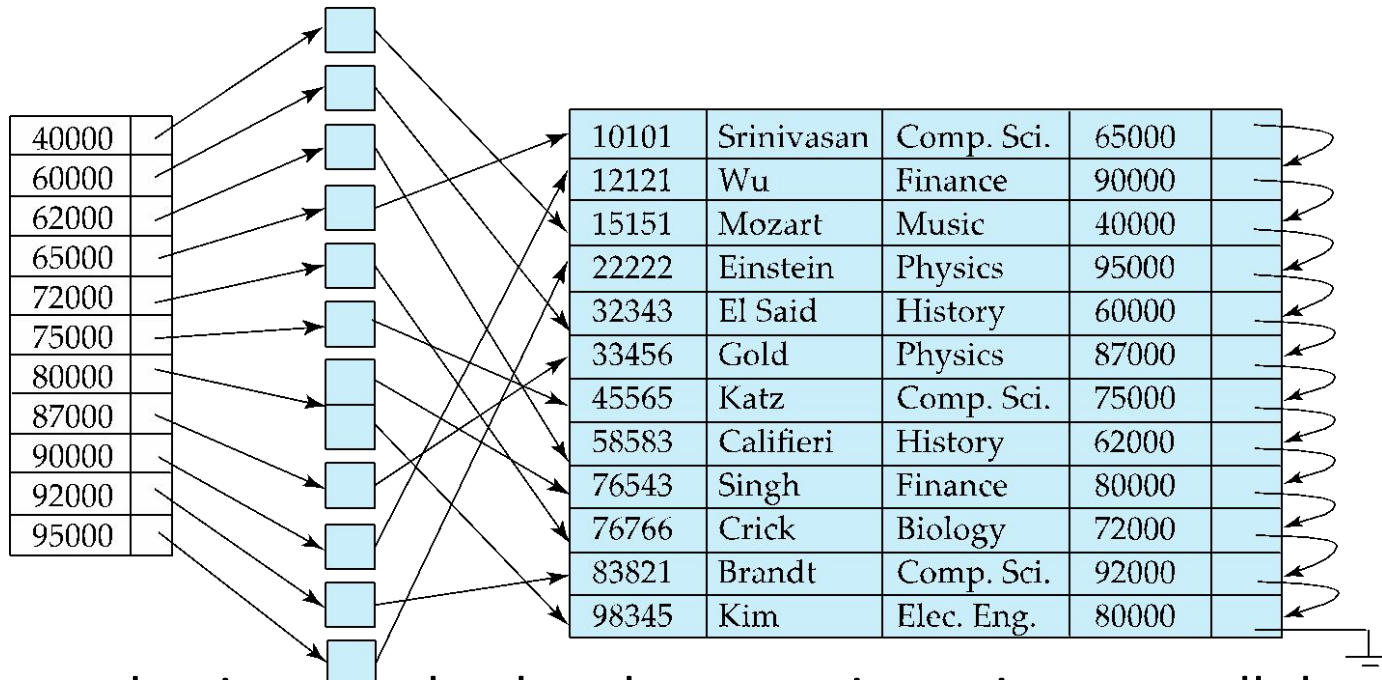 40000
60000
62000
65000
72000
75000
80000
87000
90000
92000
95000
10101 Srinivasan Comp. Sci. 65000
12121 Wu Finance 90000
15151 Mozart Music 40000
22222 Einstein Physics 95000
32343 El Said History 60000
33456 Gold Physics 87000
45565 Katz Comp. Sci. 75000
58583 Califieri History 62000
76543 Singh Finance 80000
76766 Crick Biology 72000
83821 Brandt Comp. Sci. 92000
98345 Kim Elec. Eng. 80000